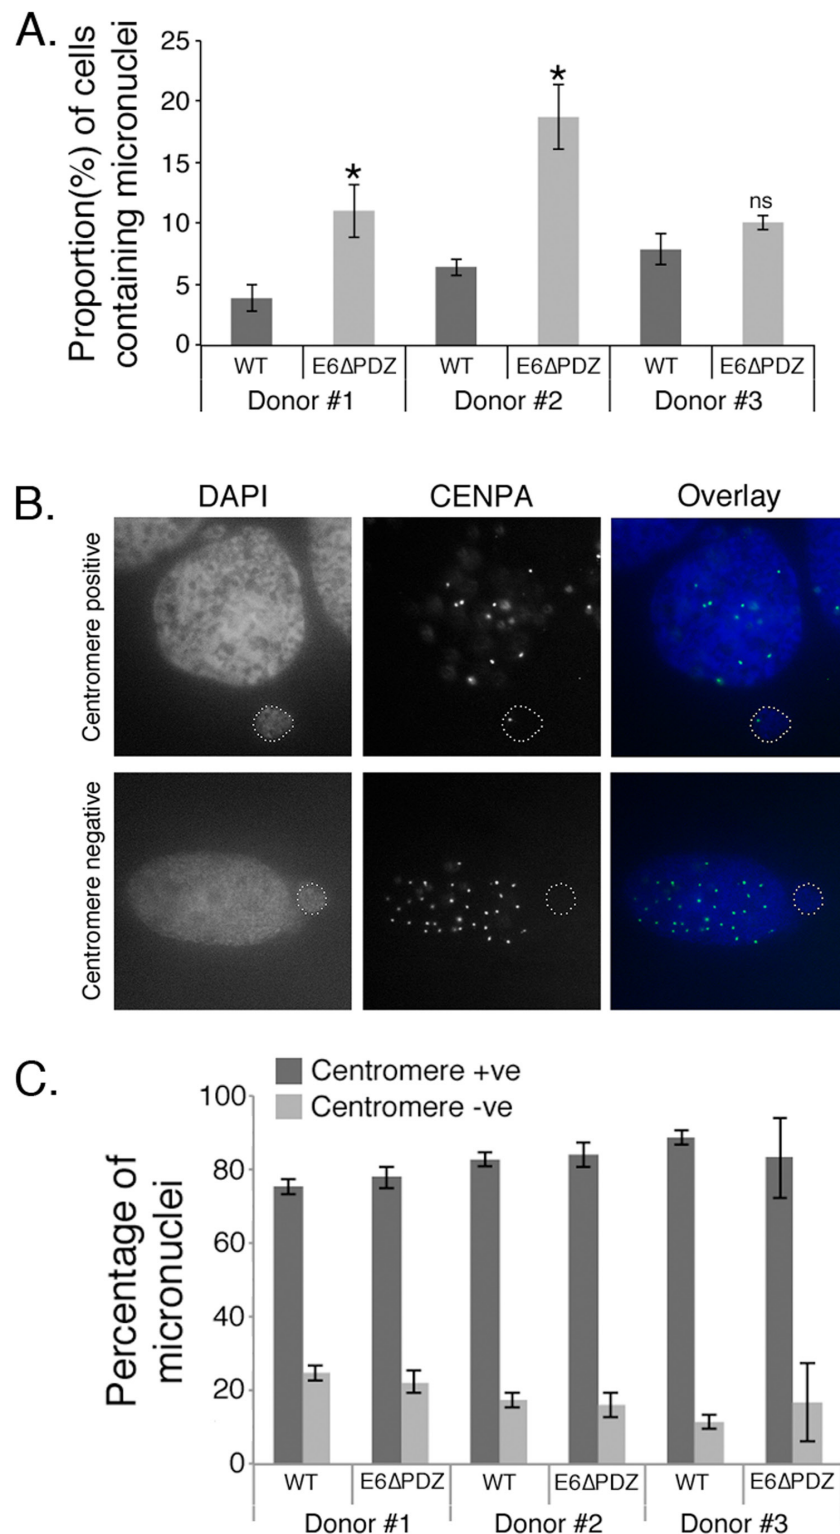 A.
Proportion(%) of cells
containing micronuclei
25
20
15
10
5
0
*
*
ns
WT
E6ΔPDZ
WT
E6ΔPDZ
WT
E6ΔPDZ
Donor #1
Donor #2
Donor #3
B.
DAPI
CENPA
Overlay
Centromere positive
Centromere negative
C.
Centromere +ve
Centromere -ve
Percentage of
micronuclei
100
80
60
40
20
0
WT
E6ΔPDZ
WT
E6ΔPDZ
WT
E6ΔPDZ
Donor #1
Donor #2
Donor #3